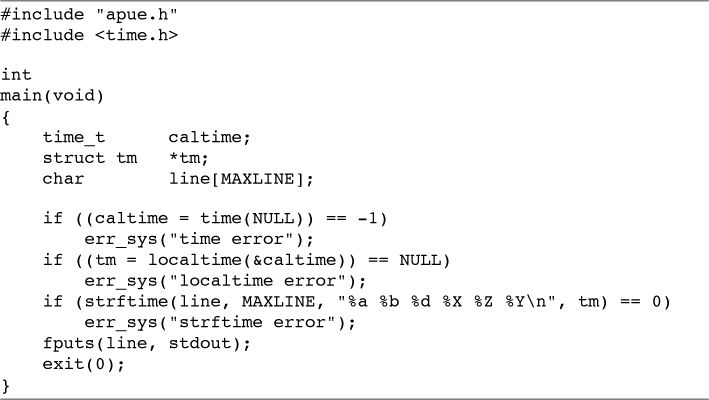 #include "apue.h"
#include <time.h>

int
main(void)
{
    time_t      caltime;
    struct tm   *tm;
    char        line[MAXLINE];

    if ((caltime = time(NULL)) == -1)
        err_sys("time error");
    if ((tm = localtime(&caltime)) == NULL)
        err_sys("localtime error");
    if (strftime(line, MAXLINE, "%a %b %d %X %Z %Y\n", tm) == 0)
        err_sys("strftime error");
    fputs(line, stdout);
    exit(0);
}